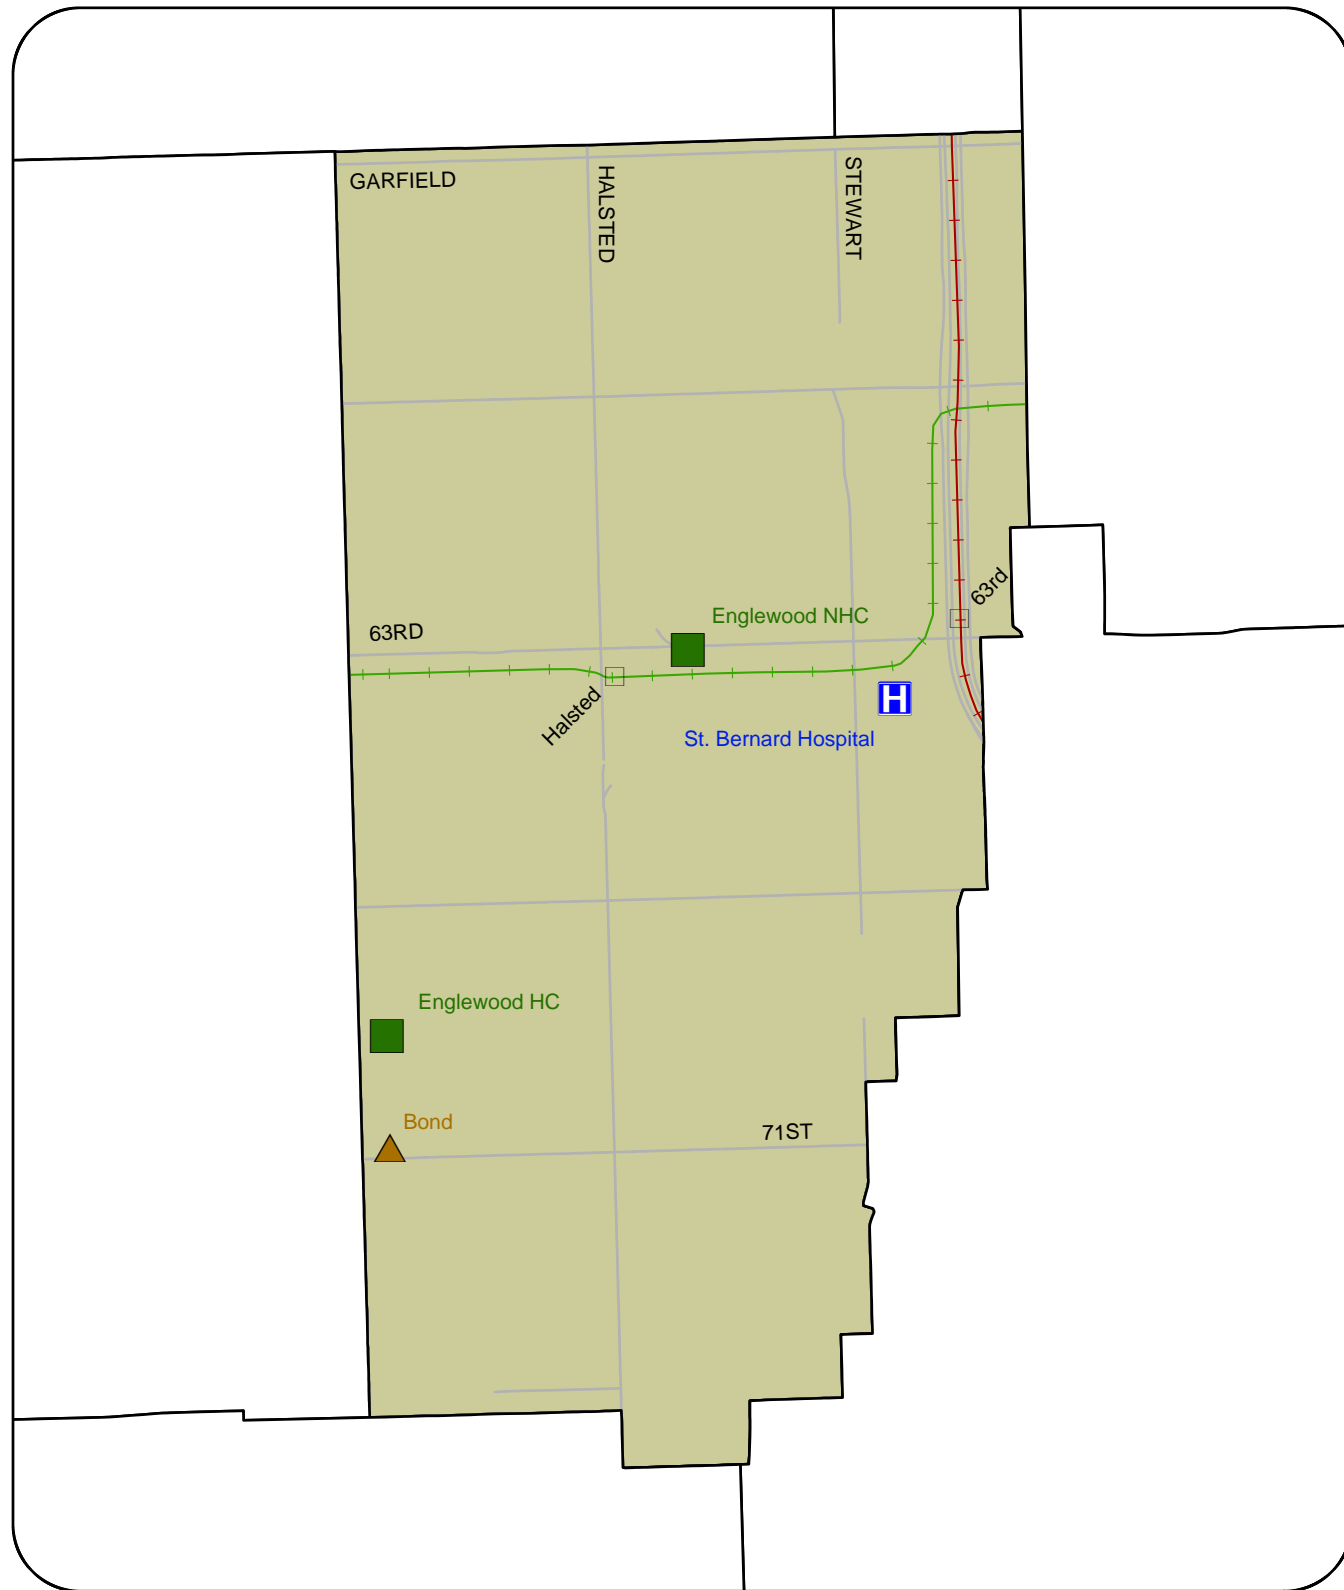 GARFIELD
HALSTED
STEWART
63rd
Englewood NHC
63RD
Halsted
H
St. Bernard Hospital
Englewood HC
Bond
71ST